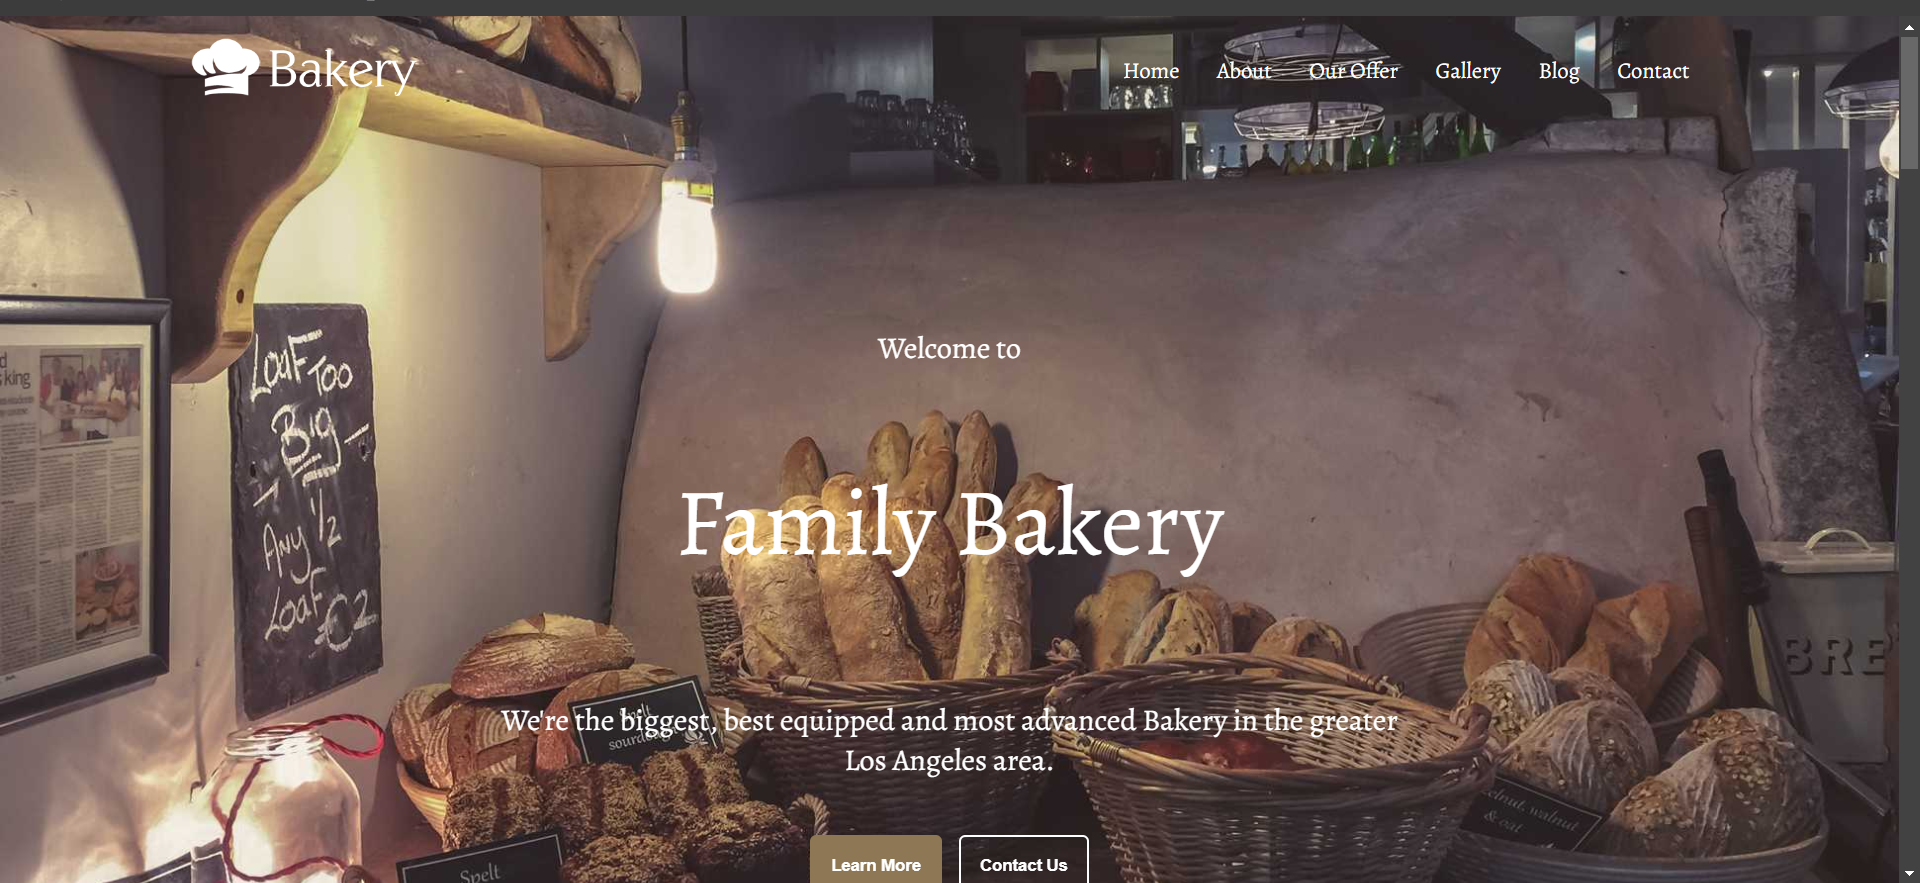 Bakery
Home About Our Offer Gallery Blog Contact
Loaf Too
Big
Any 1/2
Loaf €2
king
Welcome to
Family Bakery
BRE
We're the biggest, best equipped and most advanced Bakery in the greater
Los Angeles area.
walnut
& oat
Learn More Contact Us
Spelt